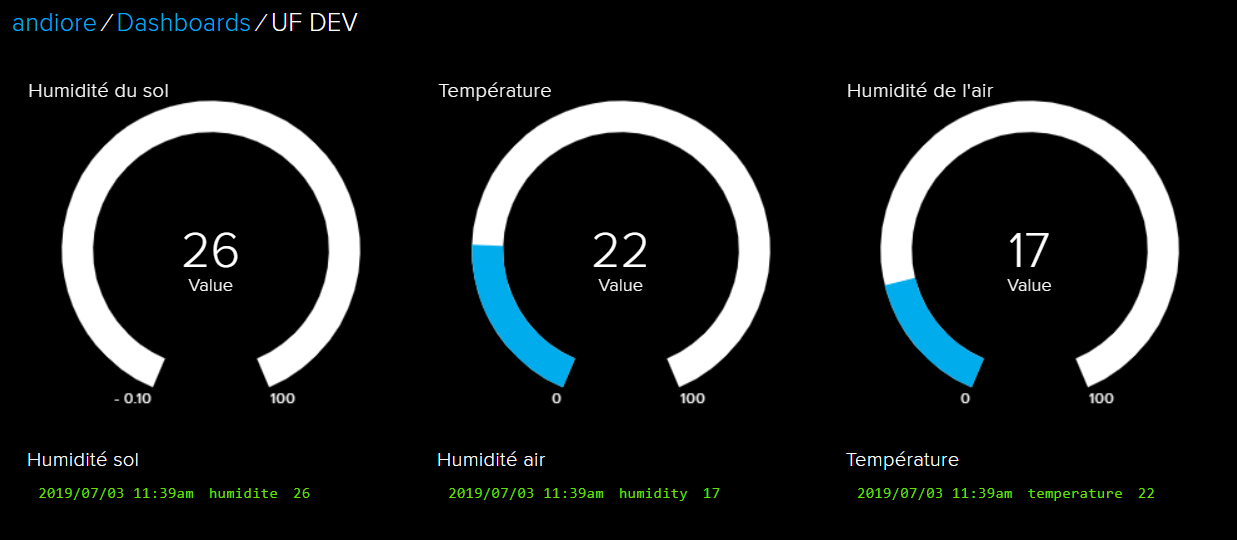 andiore / Dashboards / UF DEV
Humidité du sol
Température
Humidité de l'air
26
Value
22
Value
17
Value
- 0.10 100
0 100
0 100
Humidité sol
Humidité air
Température
2019/07/03 11:39am humidite 26
2019/07/03 11:39am humidity 17
2019/07/03 11:39am temperature 22